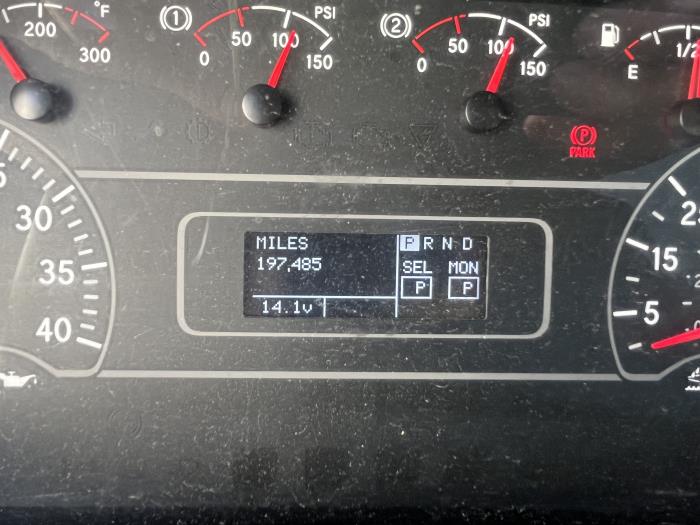 °F
200
300
(1)
PSI
0
50
100
150
(2)
PSI
0
50
100
150
E
1/2
P
PARK
30
35
40
MILES
197,485
14.1v
P R N D
SEL MON
P P
15
5